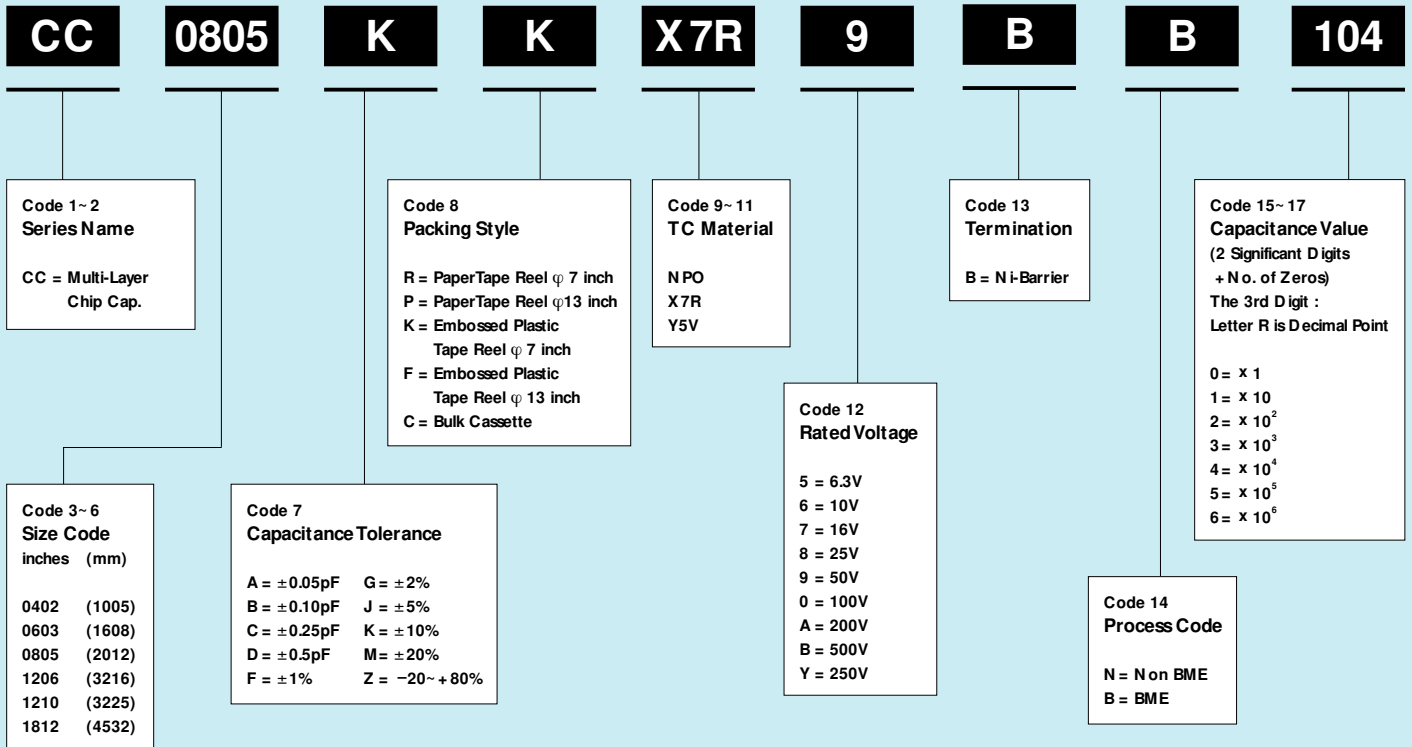 CC 0805 K K X7R 9 B B 104
Code 1~2
Series Name
CC = Multi-Layer
Chip Cap.
Code 8
Packing Style
R = PaperTape Reel φ 7 inch
P = PaperTape Reel φ13 inch
K = Embossed Plastic
Tape Reel φ 7 inch
F = Embossed Plastic
Tape Reel φ 13 inch
C = Bulk Cassette
Code 9~11
TC Material
NPO
X7R
Y5V
Code 13
Termination
B = Ni-Barrier
Code 15~17
Capacitance Value
(2 Significant Digits
+ No. of Zeros)
The 3rd Digit :
Letter R is Decimal Point
0 = x 1
1 = x 10
2 = x 10²
3 = x 10³
4 = x 10⁴
5 = x 10⁵
6 = x 10⁶
Code 3~6
Size Code
inches (mm)
0402 (1005)
0603 (1608)
0805 (2012)
1206 (3216)
1210 (3225)
1812 (4532)
Code 7
Capacitance Tolerance
A = ±0.05pF G = ±2%
B = ±0.10pF J = ±5%
C = ±0.25pF K = ±10%
D = ±0.5pF M = ±20%
F = ±1% Z = −20~+80%
Code 12
Rated Voltage
5 = 6.3V
6 = 10V
7 = 16V
8 = 25V
9 = 50V
0 = 100V
A = 200V
B = 500V
Y = 250V
Code 14
Process Code
N = Non BME
B = BME